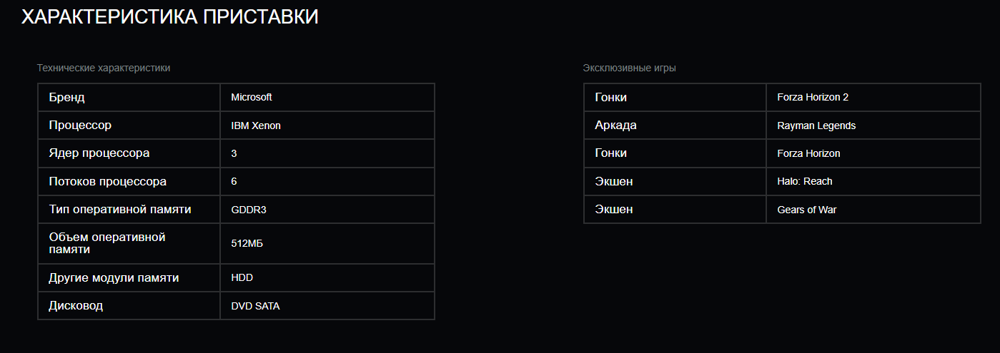 ХАРАКТЕРИСТИКА ПРИСТАВКИ
Технические характеристики
Бренд Microsoft
Процессор IBM Xenon
Ядер процессора 3
Потоков процессора 6
Тип оперативной памяти GDDR3
Объем оперативной
памяти 512МБ
Другие модули памяти HDD
Дисковод DVD SATA
Эксклюзивные игры
Гонки Forza Horizon 2
Аркада Rayman Legends
Гонки Forza Horizon
Экшен Halo: Reach
Экшен Gears of War